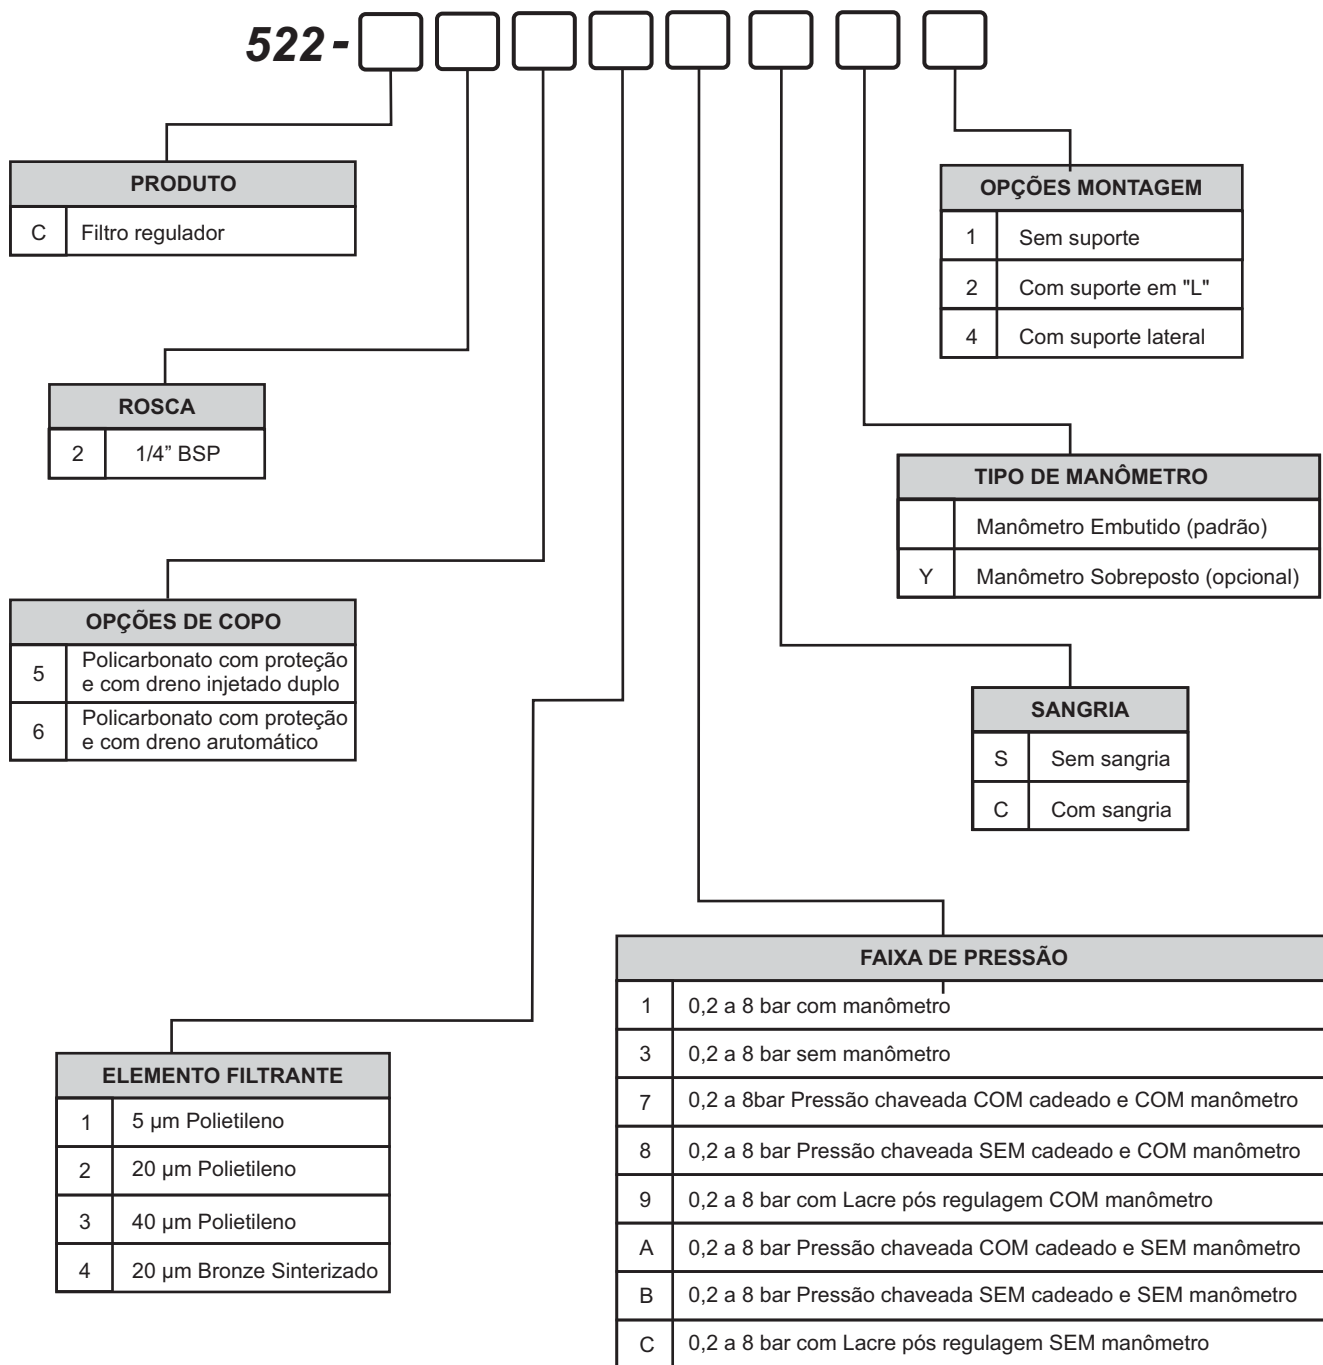 522-
PRODUTO
C Filtro regulador
OPÇÕES MONTAGEM
1 Sem suporte
2 Com suporte em "L"
4 Com suporte lateral
ROSCA
2 1/4” BSP
TIPO DE MANÔMETRO
Manômetro Embutido (padrão)
Y Manômetro Sobreposto (opcional)
OPÇÕES DE COPO
5 Policarbonato com proteção
e com dreno injetado duplo
6 Policarbonato com proteção
e com dreno arutomático
SANGRIA
S Sem sangria
C Com sangria
ELEMENTO FILTRANTE
1 5 µm Polietileno
2 20 µm Polietileno
3 40 µm Polietileno
4 20 µm Bronze Sinterizado
FAIXA DE PRESSÃO
1 0,2 a 8 bar com manômetro
3 0,2 a 8 bar sem manômetro
7 0,2 a 8bar Pressão chaveada COM cadeado e COM manômetro
8 0,2 a 8 bar Pressão chaveada SEM cadeado e COM manômetro
9 0,2 a 8 bar com Lacre pós regulagem COM manômetro
A 0,2 a 8 bar Pressão chaveada COM cadeado e SEM manômetro
B 0,2 a 8 bar Pressão chaveada SEM cadeado e SEM manômetro
C 0,2 a 8 bar com Lacre pós regulagem SEM manômetro